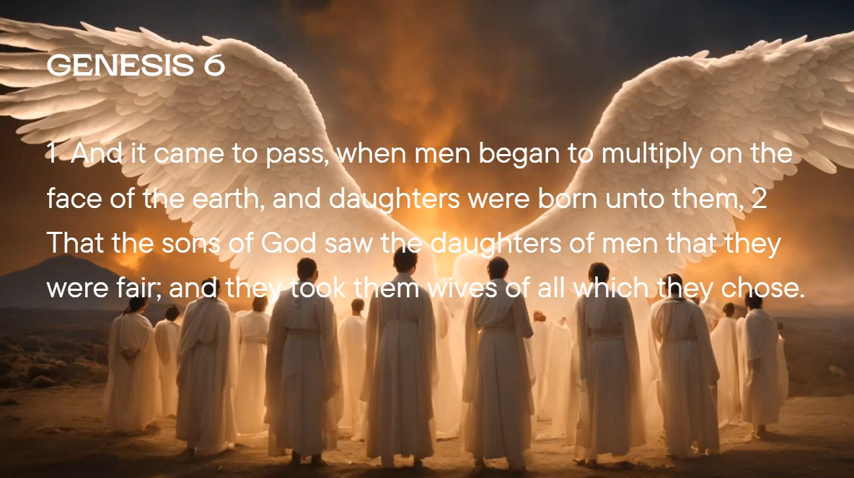 GENESIS 6
1 And it came to pass, when men began to multiply on the
face of the earth, and daughters were born unto them, 2
That the sons of God saw the daughters of men that they
were fair; and they took them wives of all which they chose.